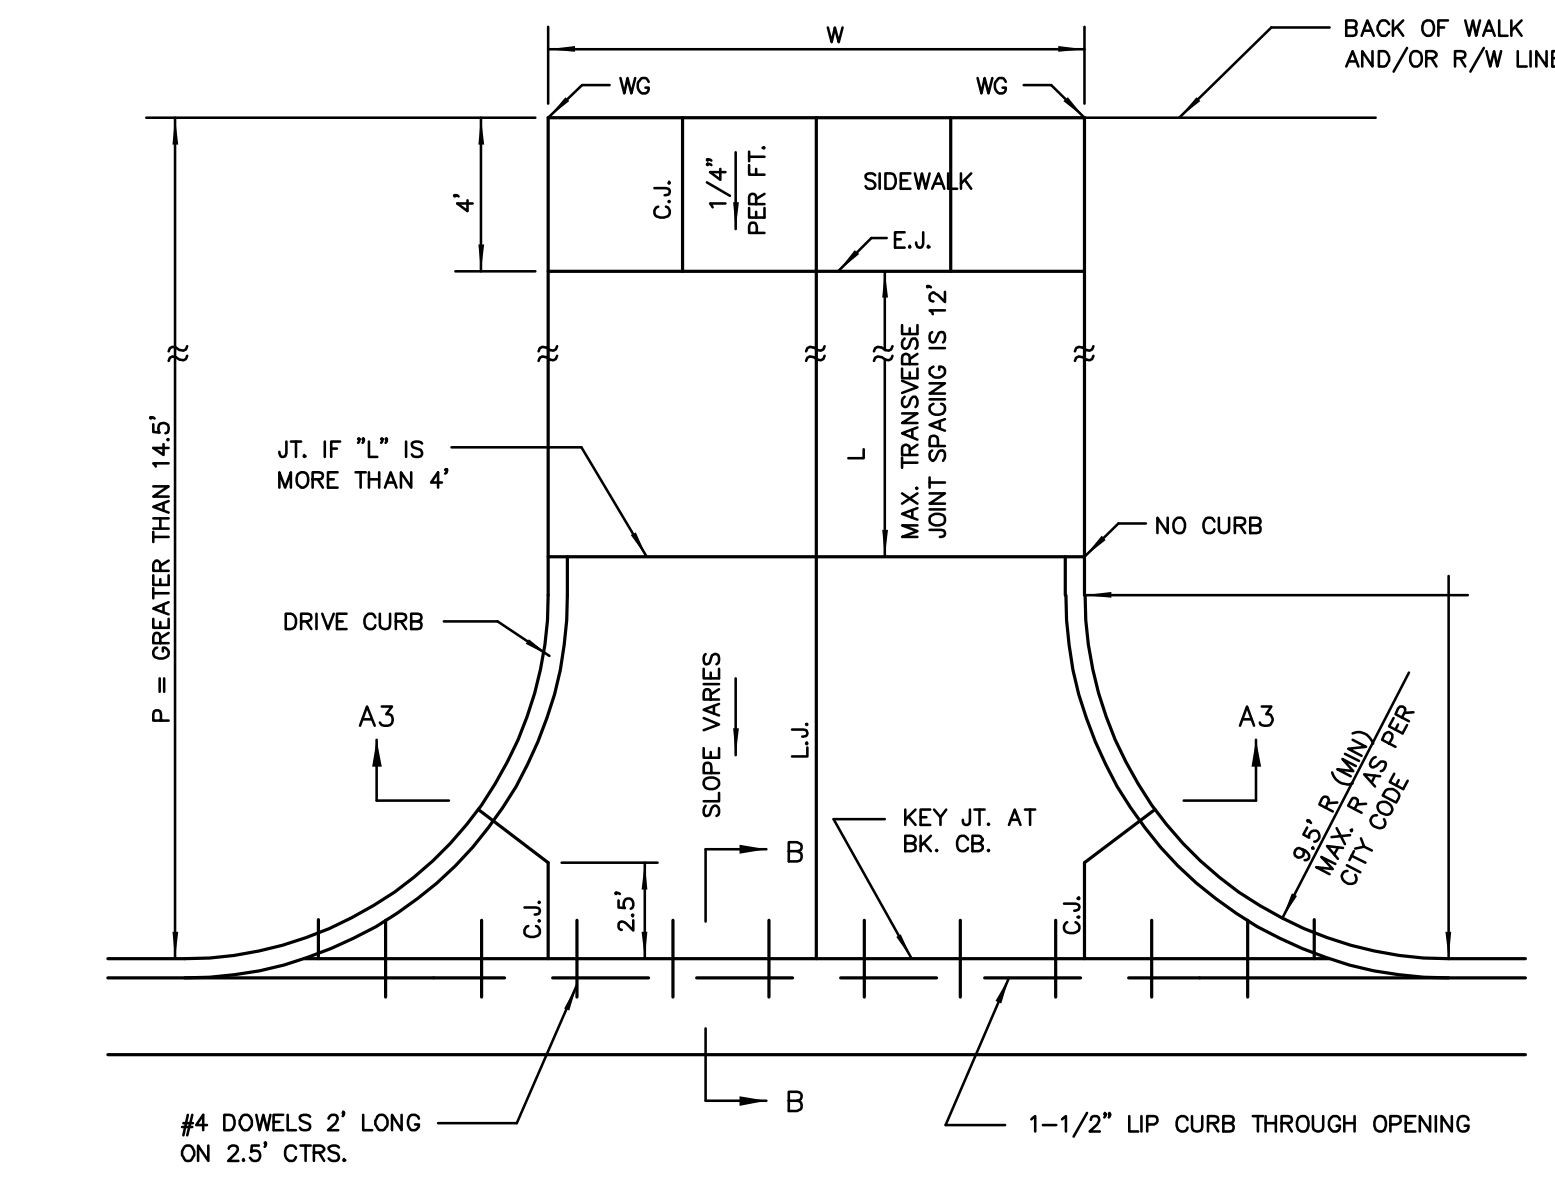 W
BACK OF WALK
AND/OR R/W LINE
WG
WG
4'
C.J.
1/4"
PER FT.
SIDEWALK
E.J.
P = GREATER THAN 14.5'
L
MAX. TRANSVERSE
JOINT SPACING IS 12'
JT. IF "L" IS
MORE THAN 4'
NO CURB
DRIVE CURB
SLOPE VARIES
L.J.
A3
A3
9.5' R (MIN)
MAX. R AS PER
CITY CODE
KEY JT. AT
BK. CB.
B
C.J.
2.5'
C.J.
B
#4 DOWELS 2' LONG
ON 2.5' CTRS.
1-1/2" LIP CURB THROUGH OPENING